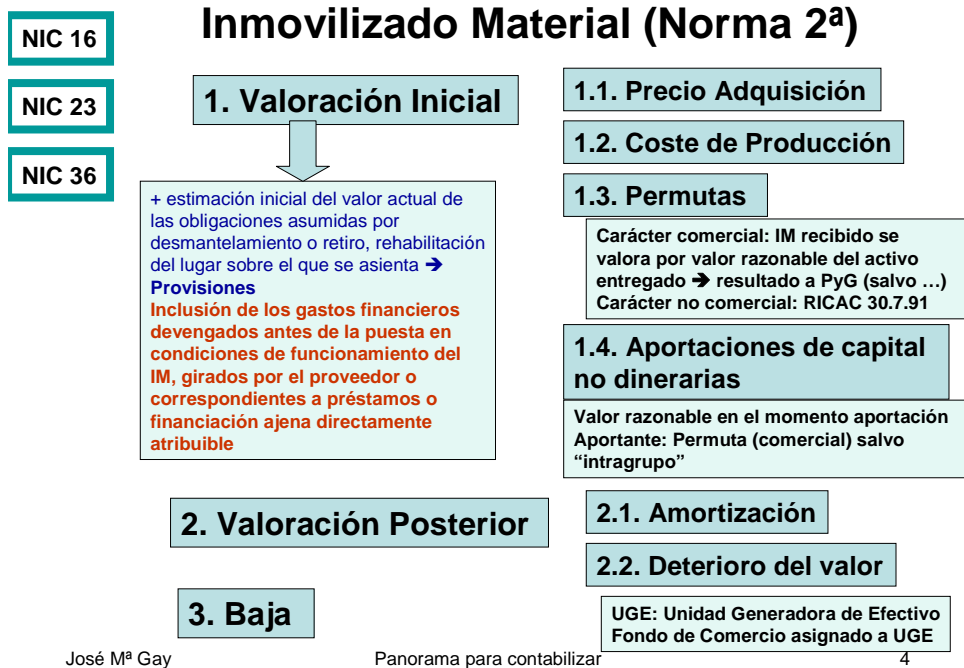 Inmovilizado Material (Norma 2ª)
NIC 16
NIC 23
NIC 36
1. Valoración Inicial
+ estimación inicial del valor actual de
las obligaciones asumidas por
desmantelamiento o retiro, rehabilitación
del lugar sobre el que se asienta ➔
Provisiones
Inclusión de los gastos financieros
devengados antes de la puesta en
condiciones de funcionamiento del
IM, girados por el proveedor o
correspondientes a préstamos o
financiación ajena directamente
atribuible
1.1. Precio Adquisición
1.2. Coste de Producción
1.3. Permutas
Carácter comercial: IM recibido se
valora por valor razonable del activo
entregado ➔ resultado a PyG (salvo …)
Carácter no comercial: RICAC 30.7.91
1.4. Aportaciones de capital
no dinerarias
Valor razonable en el momento aportación
Aportante: Permuta (comercial) salvo
“intragrupo”
2. Valoración Posterior
2.1. Amortización
2.2. Deterioro del valor
UGE: Unidad Generadora de Efectivo
Fondo de Comercio asignado a UGE
3. Baja
José Mª Gay
Panorama para contabilizar
4